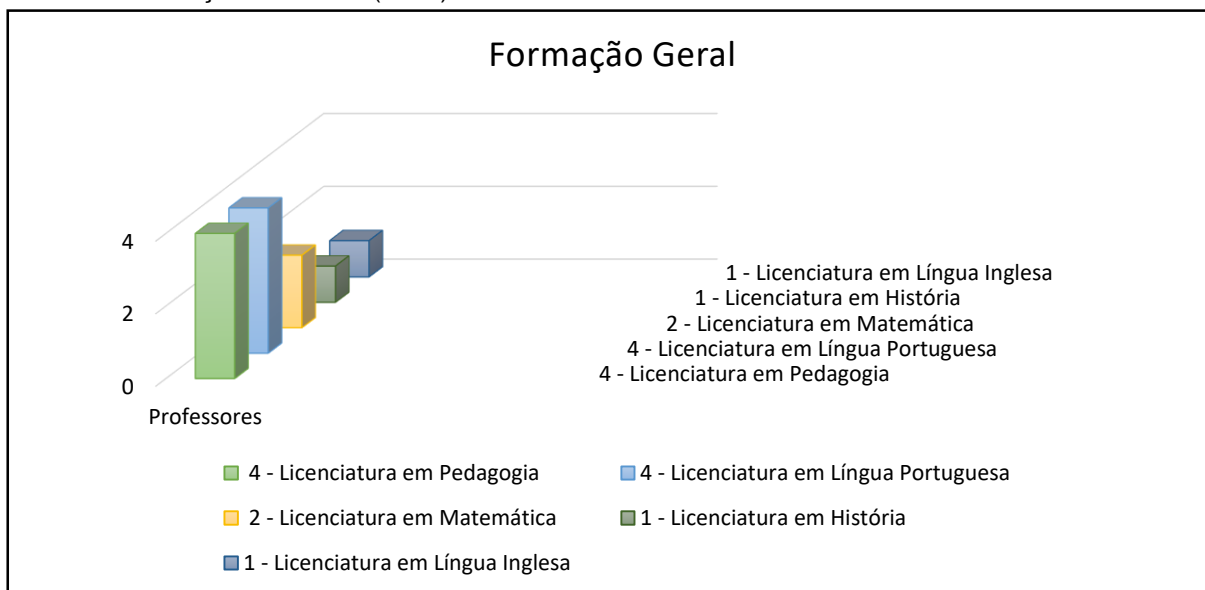 Formação Geral
4
2
0
Professores
1 - Licenciatura em Língua Inglesa
1 - Licenciatura em História
2 - Licenciatura em Matemática
4 - Licenciatura em Língua Portuguesa
4 - Licenciatura em Pedagogia
4 - Licenciatura em Pedagogia
4 - Licenciatura em Língua Portuguesa
2 - Licenciatura em Matemática
1 - Licenciatura em História
1 - Licenciatura em Língua Inglesa